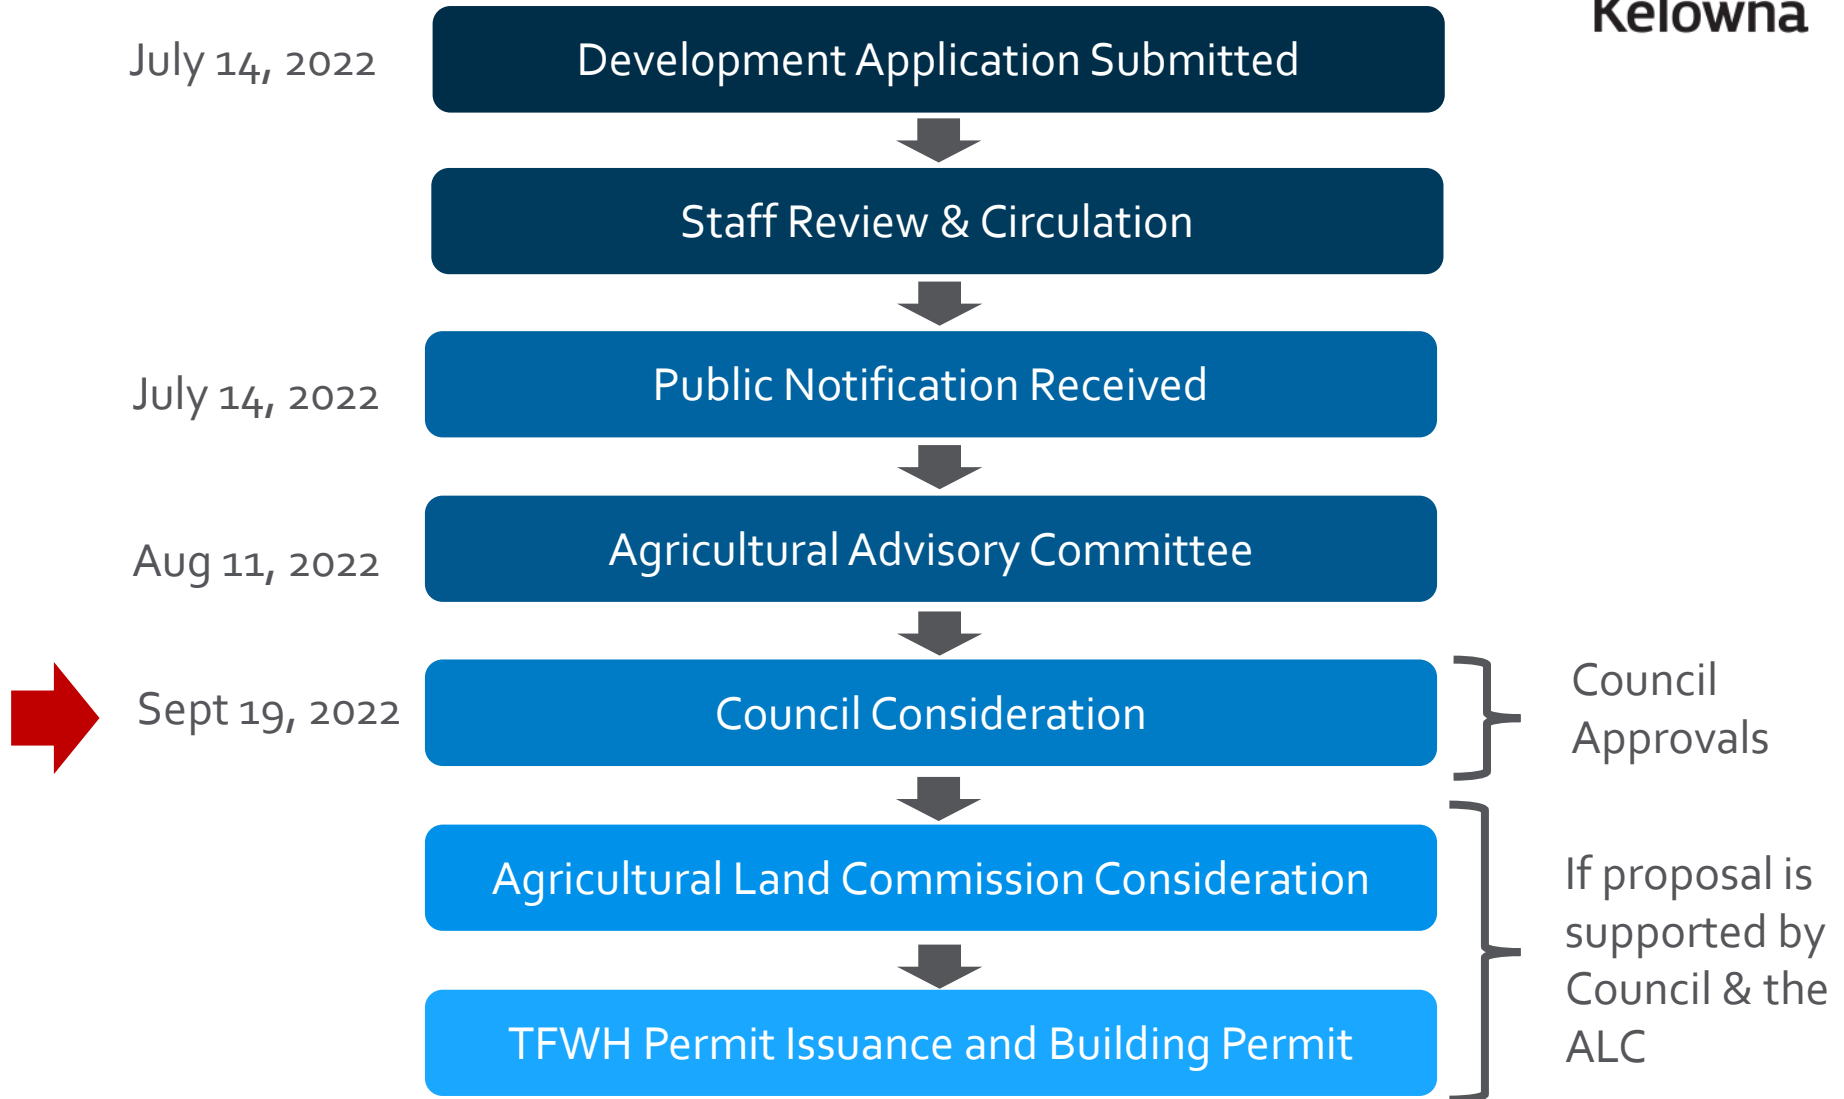 Kelowna
July 14, 2022
Development Application Submitted
Staff Review & Circulation
July 14, 2022
Public Notification Received
Aug 11, 2022
Agricultural Advisory Committee
Sept 19, 2022
Council Consideration
Council
Approvals
Agricultural Land Commission Consideration
If proposal is
supported by
Council & the
ALC
TFWH Permit Issuance and Building Permit